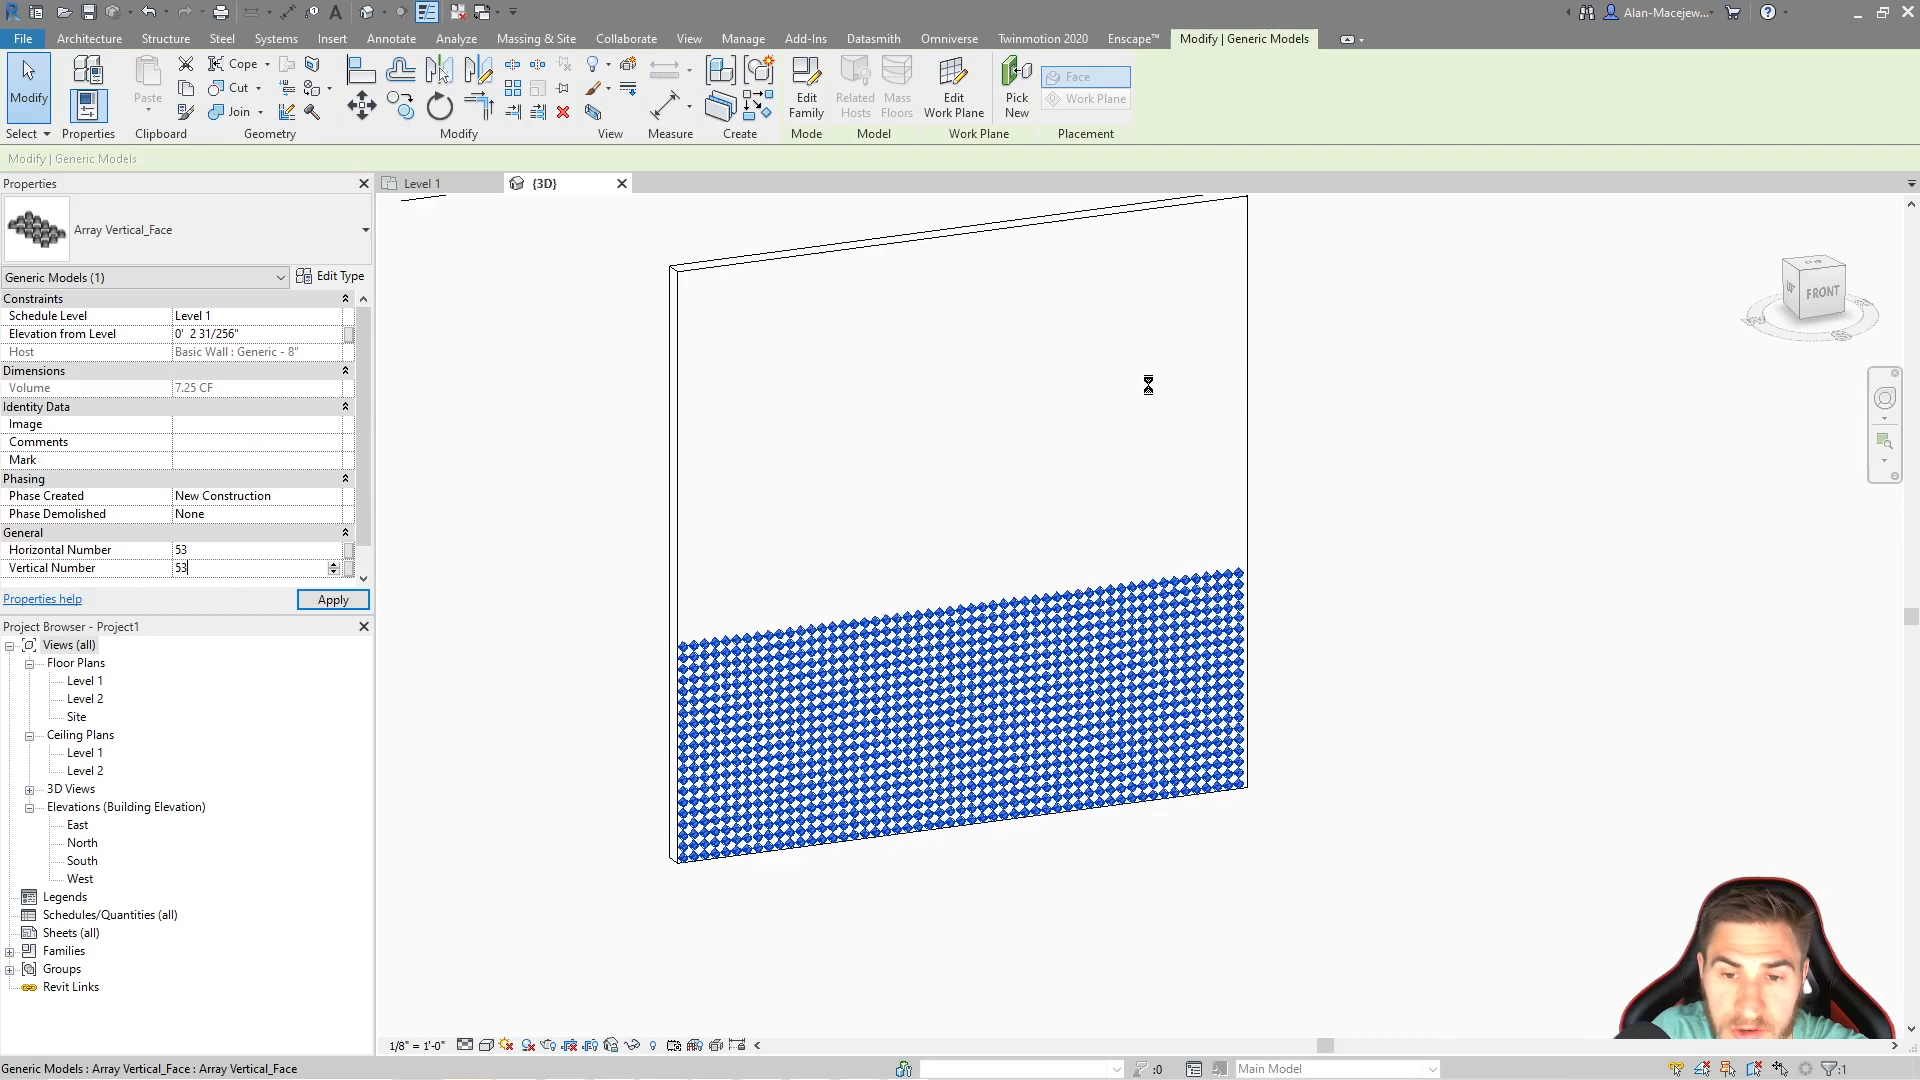 Alan-Macejew...
File Architecture Structure Steel Systems Insert Annotate Analyze Massing & Site Collaborate View Manage Add-Ins Datasmith Omniverse Twinmotion 2020 Enscape™ Modify | Generic Models
Modify Paste Cope Cut Join Edit Family Related Hosts Mass Floors Edit Work Plane Pick New Face Work Plane
Select Properties Clipboard Geometry Modify View Measure Create Mode Model Work Plane Placement
Modify | Generic Models
Properties
Level 1
{3D}
Array Vertical_Face
Generic Models (1)
Edit Type
Constraints
Schedule Level Level 1
Elevation from Level 0' 2 31/256"
Host Basic Wall : Generic - 8"
Dimensions
Volume 7.25 CF
Identity Data
Image
Comments
Mark
Phasing
Phase Created New Construction
Phase Demolished None
General
Horizontal Number 53
Vertical Number 53
Properties help
Apply
FRONT
Project Browser - Project1
Views (all)
Floor Plans
Level 1
Level 2
Site
Ceiling Plans
Level 1
Level 2
3D Views
Elevations (Building Elevation)
East
North
South
West
Legends
Schedules/Quantities (all)
Sheets (all)
Families
Groups
Revit Links
1/8" = 1'-0"
Generic Models : Array Vertical_Face : Array Vertical_Face
:0
Main Model
:1